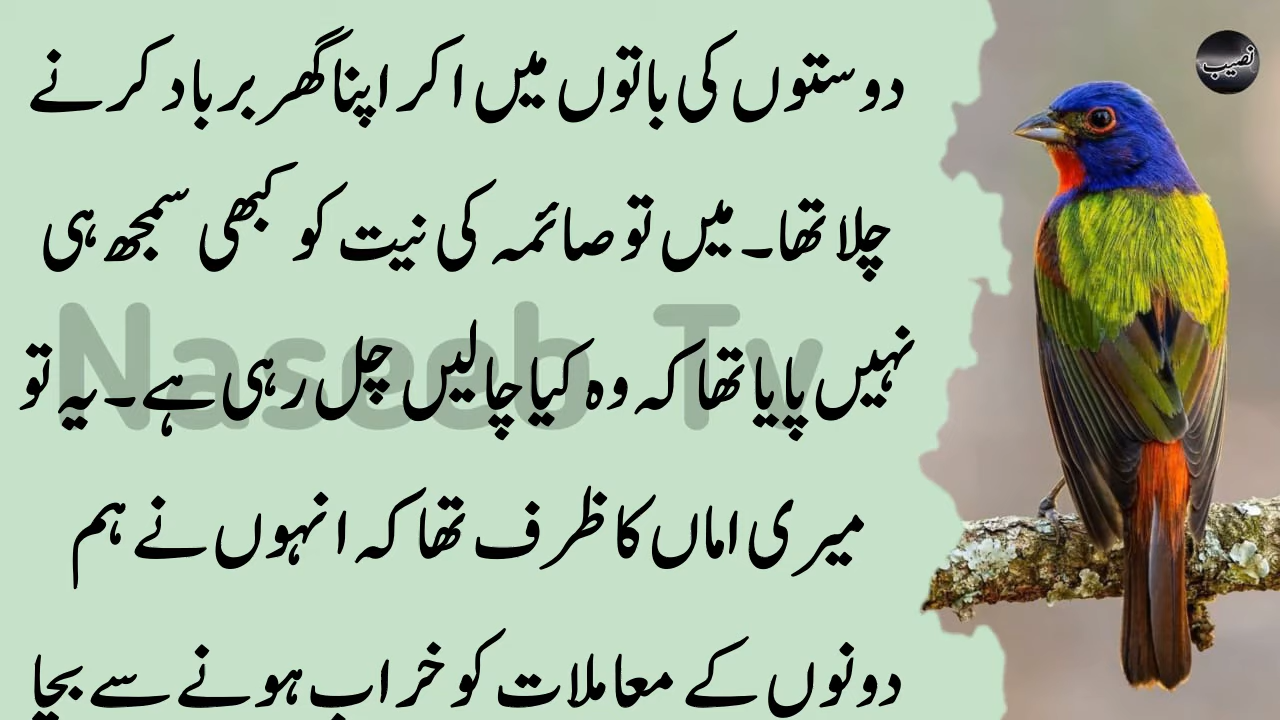 دوستوں کی باتوں میں اکر اپنا گھر برباد کرنے
چلا تھا۔ میں تو صائمہ کی نیت کو کبھی سمجھ ہی
نہیں پایا تھا کہ وہ کیا چالیں چل رہی ہے۔ یہ تو
میری اماں کا ظرف تھا کہ انہوں نے ہم
دونوں کے معاملات کو خراب ہونے سے بچا
Naseeb Tv
نصیب